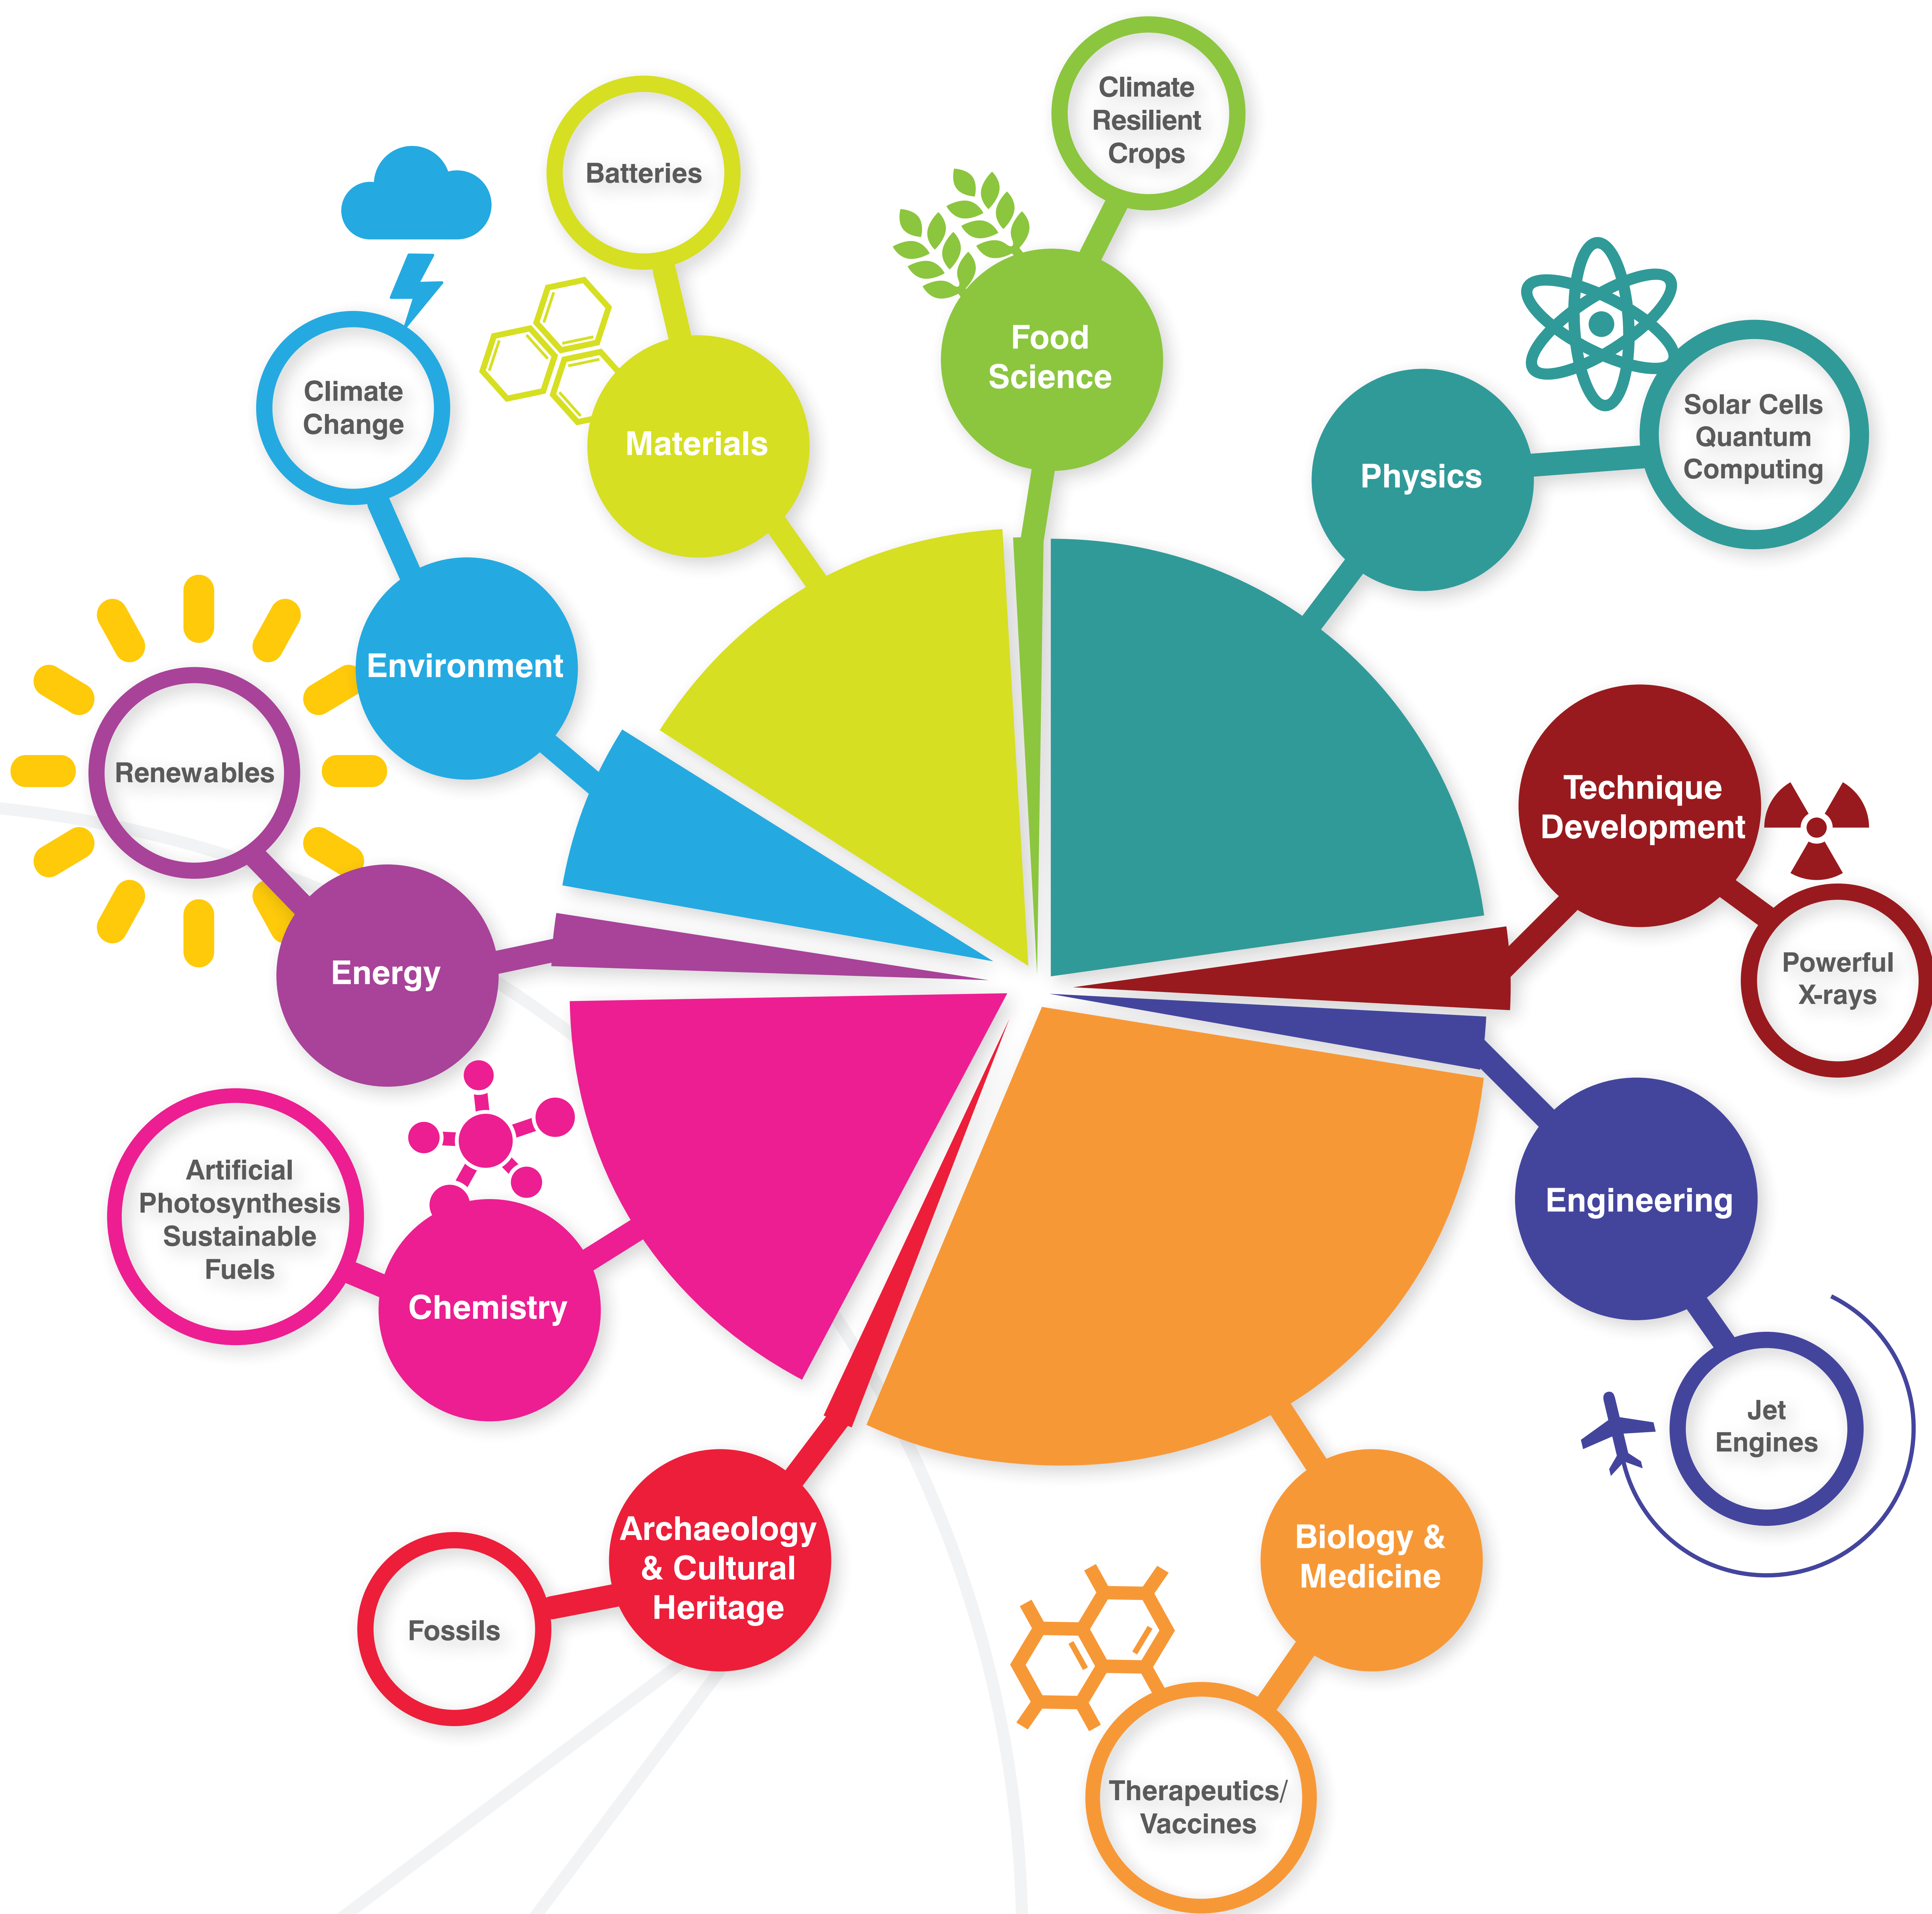 Climate
Resilient
Crops
Batteries
Food
Science
Climate
Change
Materials
Solar Cells
Quantum
Computing
Physics
Environment
Renewables
Technique
Development
Energy
Powerful
X-rays
Artificial
Photosynthesis
Sustainable
Fuels
Engineering
Chemistry
Jet
Engines
Archaeology
& Cultural
Heritage
Biology &
Medicine
Fossils
Therapeutics/
Vaccines